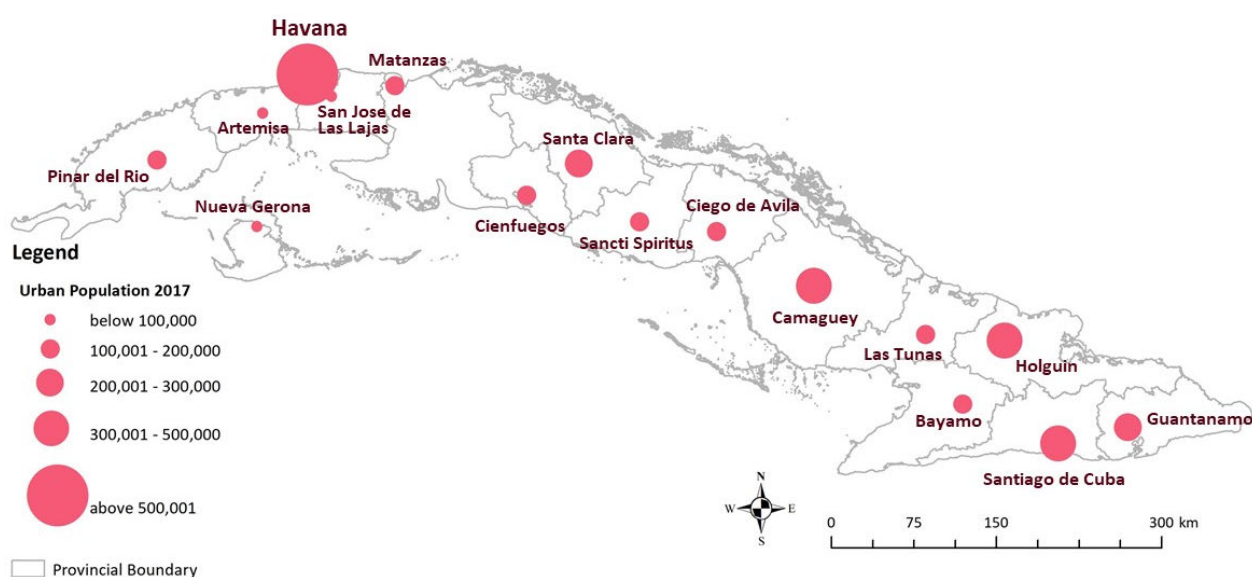 Havana
Matanzas
San Jose de
Las Lajas
Artemisa
Santa Clara
Pinar del Rio
Nueva Gerona
Ciego de Avila
Cienfuegos
Sancti Spiritus
Camaguey
Las Tunas
Holguin
Bayamo
Guantanamo
Santiago de Cuba
Legend
Urban Population 2017
below 100,000
100,001 - 200,000
200,001 - 300,000
300,001 - 500,000
above 500,001
Provincial Boundary
N
W E
S
0 75 150 300 km